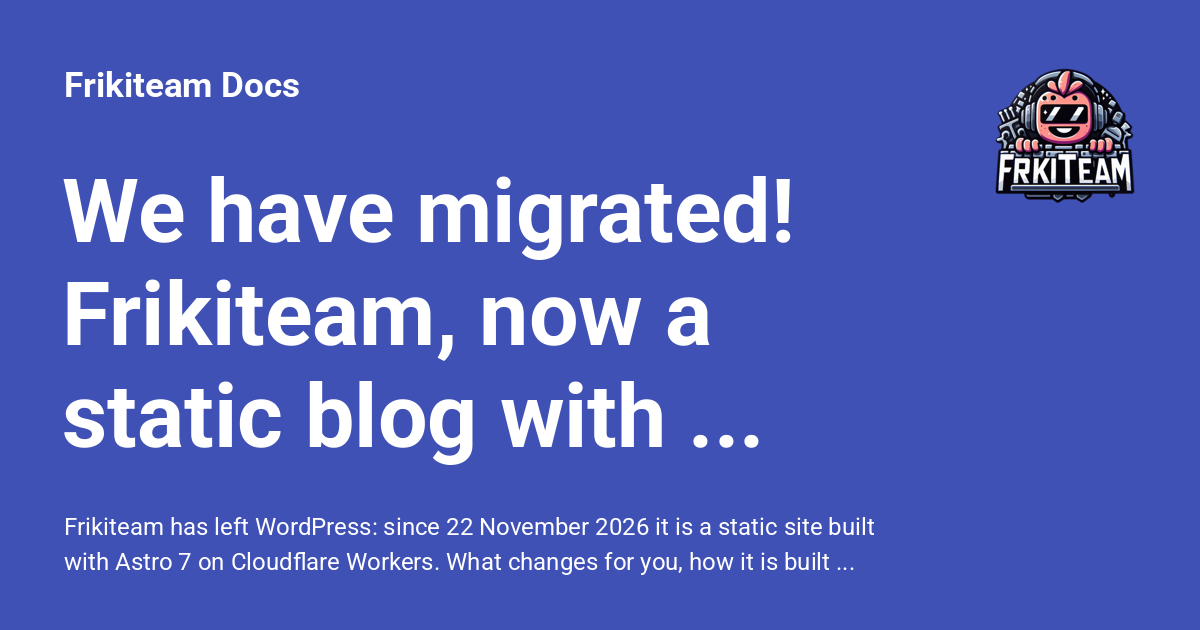 Frikiteam Docs
FRKITEAM
We have migrated!
Frikiteam, now a
static blog with ...
Frikiteam has left WordPress: since 22 November 2026 it is a static site built
with Astro 7 on Cloudflare Workers. What changes for you, how it is built ...